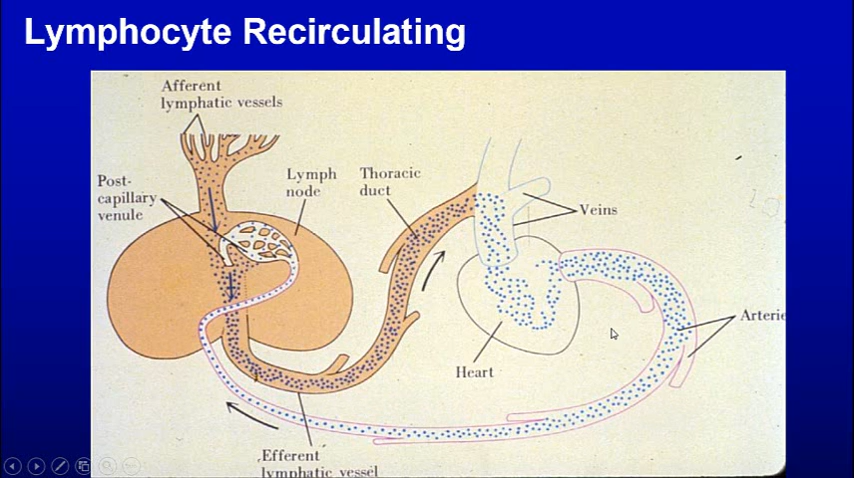 Lymphocyte Recirculating
Afferent
lymphatic vessels
Post-
capillary
venule
Lymph
node
Thoracic
duct
Veins
Arterie
Heart
Efferent
lymphatic vessel